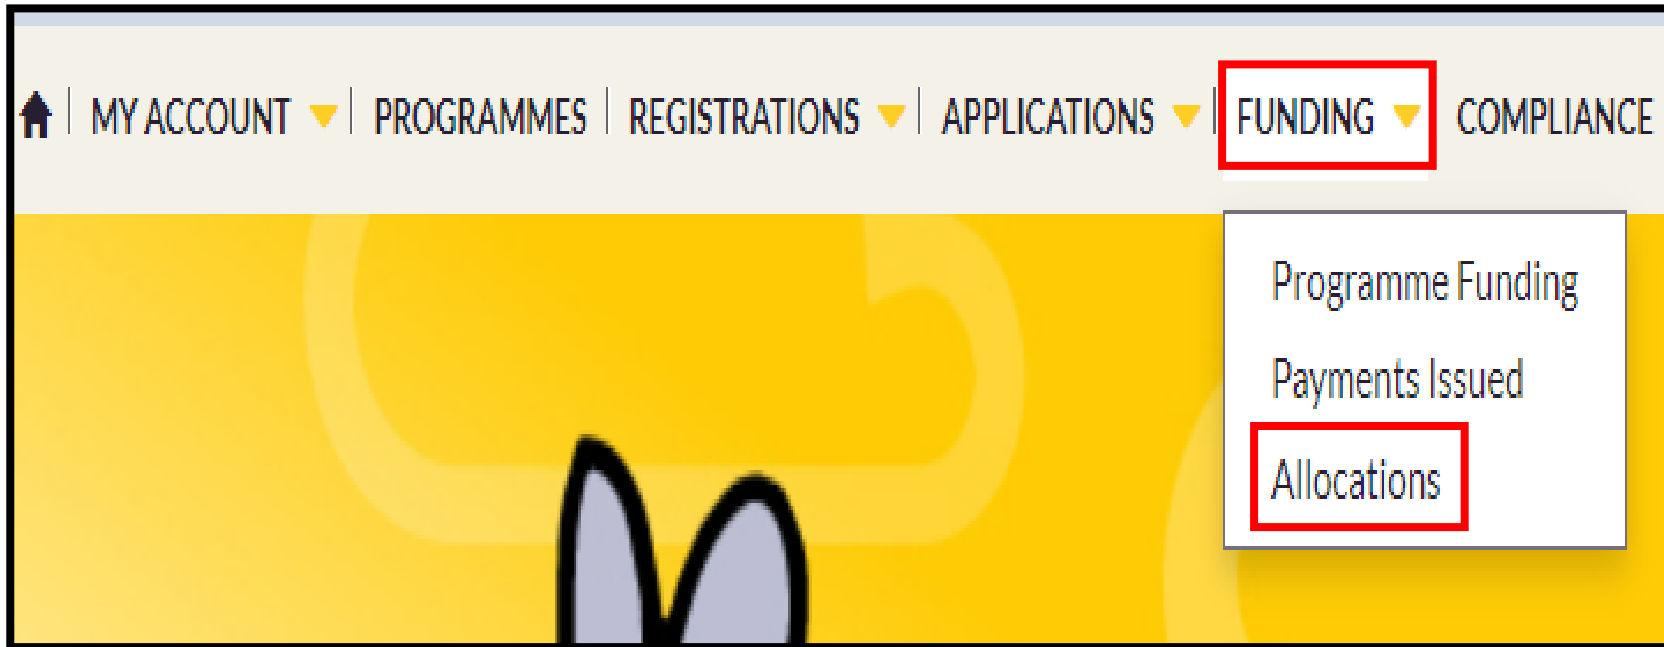 MY ACCOUNT PROGRAMMES REGISTRATIONS APPLICATIONS FUNDING COMPLIANCE
Programme Funding
Payments Issued
Allocations